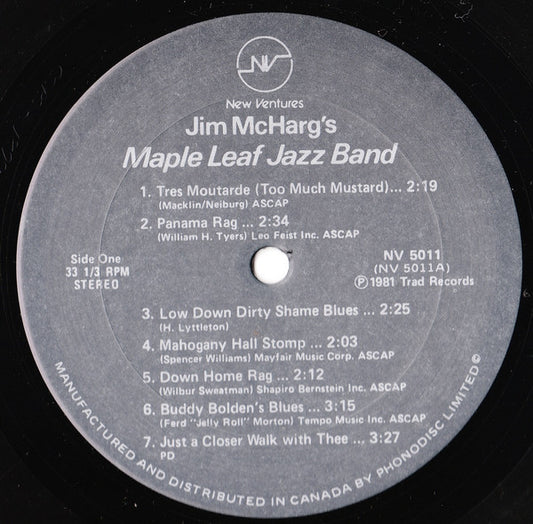 NV
New Ventures
Jim McHarg's
Maple Leaf Jazz Band
1. Tres Moutarde (Too Much Mustard)... 2:19
(Macklin/Neiburg) ASCAP
2. Panama Rag ... 2:34
(William H. Tyers) Leo Feist Inc. ASCAP
Side One
33 1/3 RPM
STEREO
NV 5011
(NV 5011A)
Ⓟ1981 Trad Records
3. Low Down Dirty Shame Blues ... 2:25
(H. Lyttleton)
4. Mahogany Hall Stomp ... 2:03
(Spencer Williams) Mayfair Music Corp. ASCAP
5. Down Home Rag ... 2:12
(Wilbur Sweatman) Shapiro Bernstein Inc. ASCAP
6. Buddy Bolden's Blues ... 3:15
(Ferd "Jelly Roll" Morton) Tempo Music Inc. ASCAP
7. Just a Closer Walk with Thee ... 3:27
PD
MANUFACTURED AND DISTRIBUTED IN CANADA BY PHONODISC LIMITED©